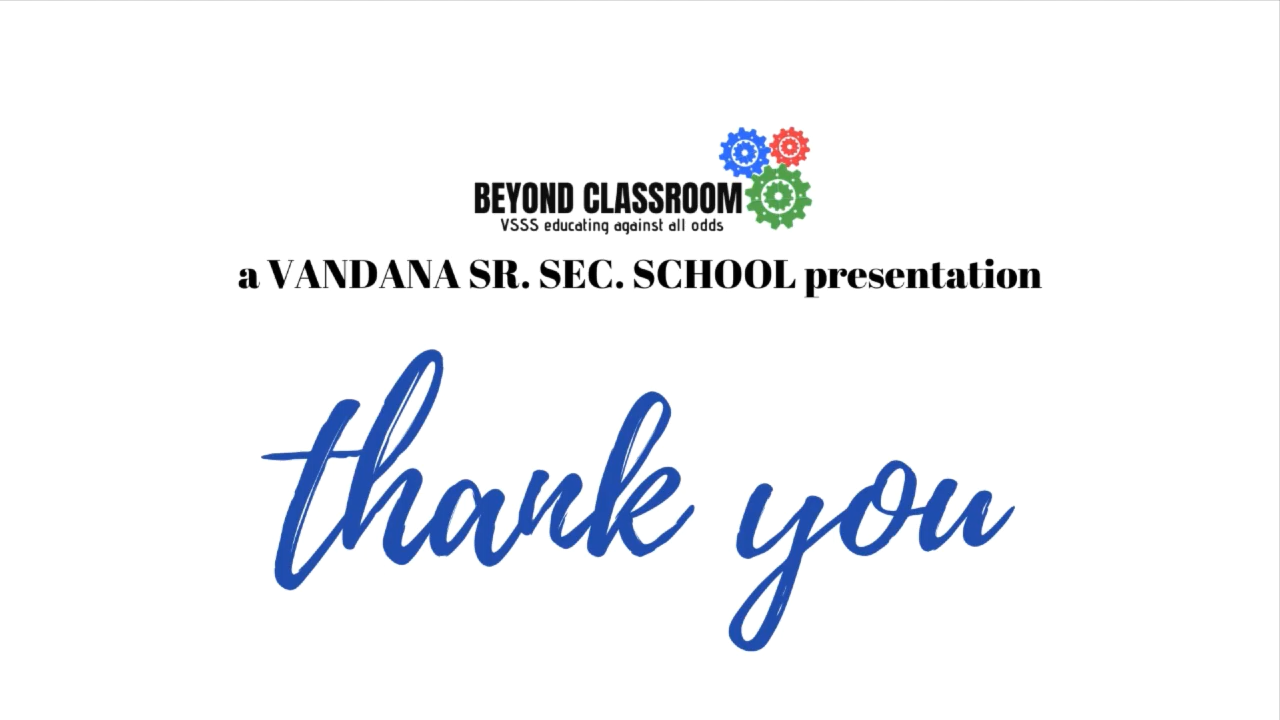 BEYOND CLASSROOM
VSSS educating against all odds
a VANDANA SR. SEC. SCHOOL presentation
thank you